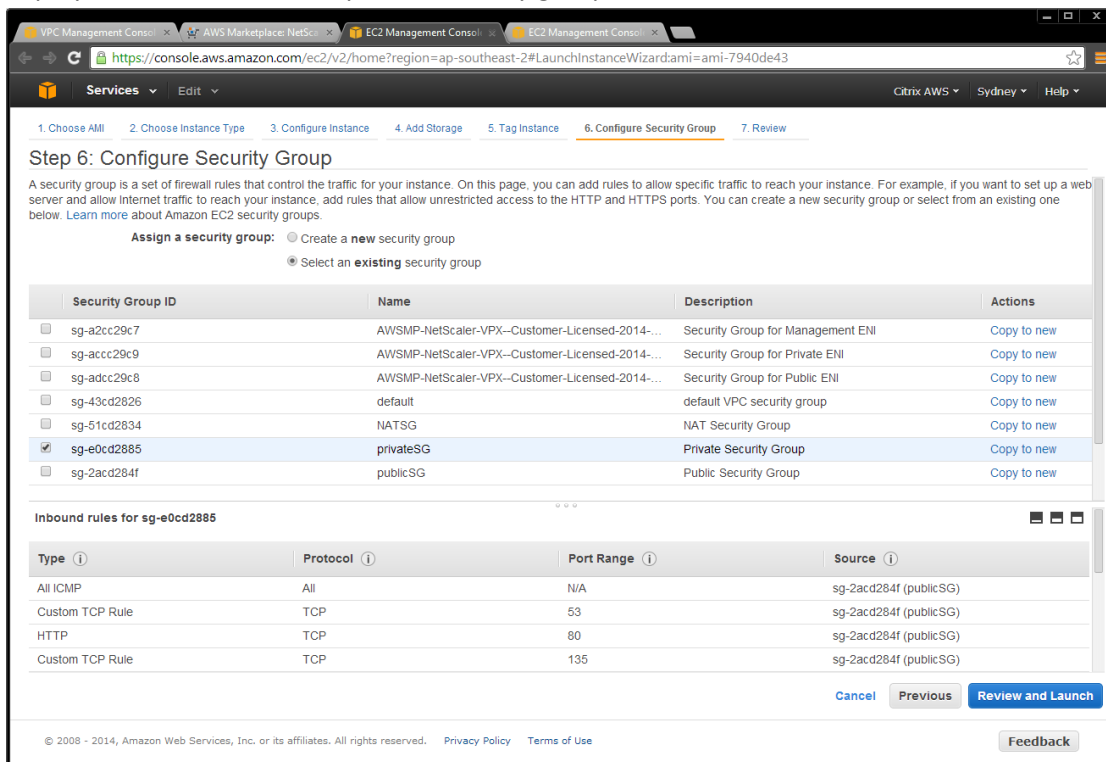 VPC Management Consol
AWS Marketplace: NetSca
EC2 Management Consol
EC2 Management Consol
https://console.aws.amazon.com/ec2/v2/home?region=ap-southeast-2#LaunchInstanceWizard:ami=ami-7940de43
Services Edit Citrix AWS Sydney Help
1. Choose AMI 2. Choose Instance Type 3. Configure Instance 4. Add Storage 5. Tag Instance 6. Configure Security Group 7. Review
Step 6: Configure Security Group
A security group is a set of firewall rules that control the traffic for your instance. On this page, you can add rules to allow specific traffic to reach your instance. For example, if you want to set up a web
server and allow Internet traffic to reach your instance, add rules that allow unrestricted access to the HTTP and HTTPS ports. You can create a new security group or select from an existing one
below. Learn more about Amazon EC2 security groups.
Assign a security group: Create a new security group
Select an existing security group
Security Group ID Name Description Actions
sg-a2cc29c7 AWSMP-NetScaler-VPX--Customer-Licensed-2014-... Security Group for Management ENI Copy to new
sg-accc29c9 AWSMP-NetScaler-VPX--Customer-Licensed-2014-... Security Group for Private ENI Copy to new
sg-adcc29c8 AWSMP-NetScaler-VPX--Customer-Licensed-2014-... Security Group for Public ENI Copy to new
sg-43cd2826 default default VPC security group Copy to new
sg-51cd2834 NATSG NAT Security Group Copy to new
sg-e0cd2885 privateSG Private Security Group Copy to new
sg-2acd284f publicSG Public Security Group Copy to new
Inbound rules for sg-e0cd2885
Type Protocol Port Range Source
All ICMP All N/A sg-2acd284f (publicSG)
Custom TCP Rule TCP 53 sg-2acd284f (publicSG)
HTTP TCP 80 sg-2acd284f (publicSG)
Custom TCP Rule TCP 135 sg-2acd284f (publicSG)
Cancel Previous Review and Launch
© 2008 - 2014, Amazon Web Services, Inc. or its affiliates. All rights reserved. Privacy Policy Terms of Use Feedback